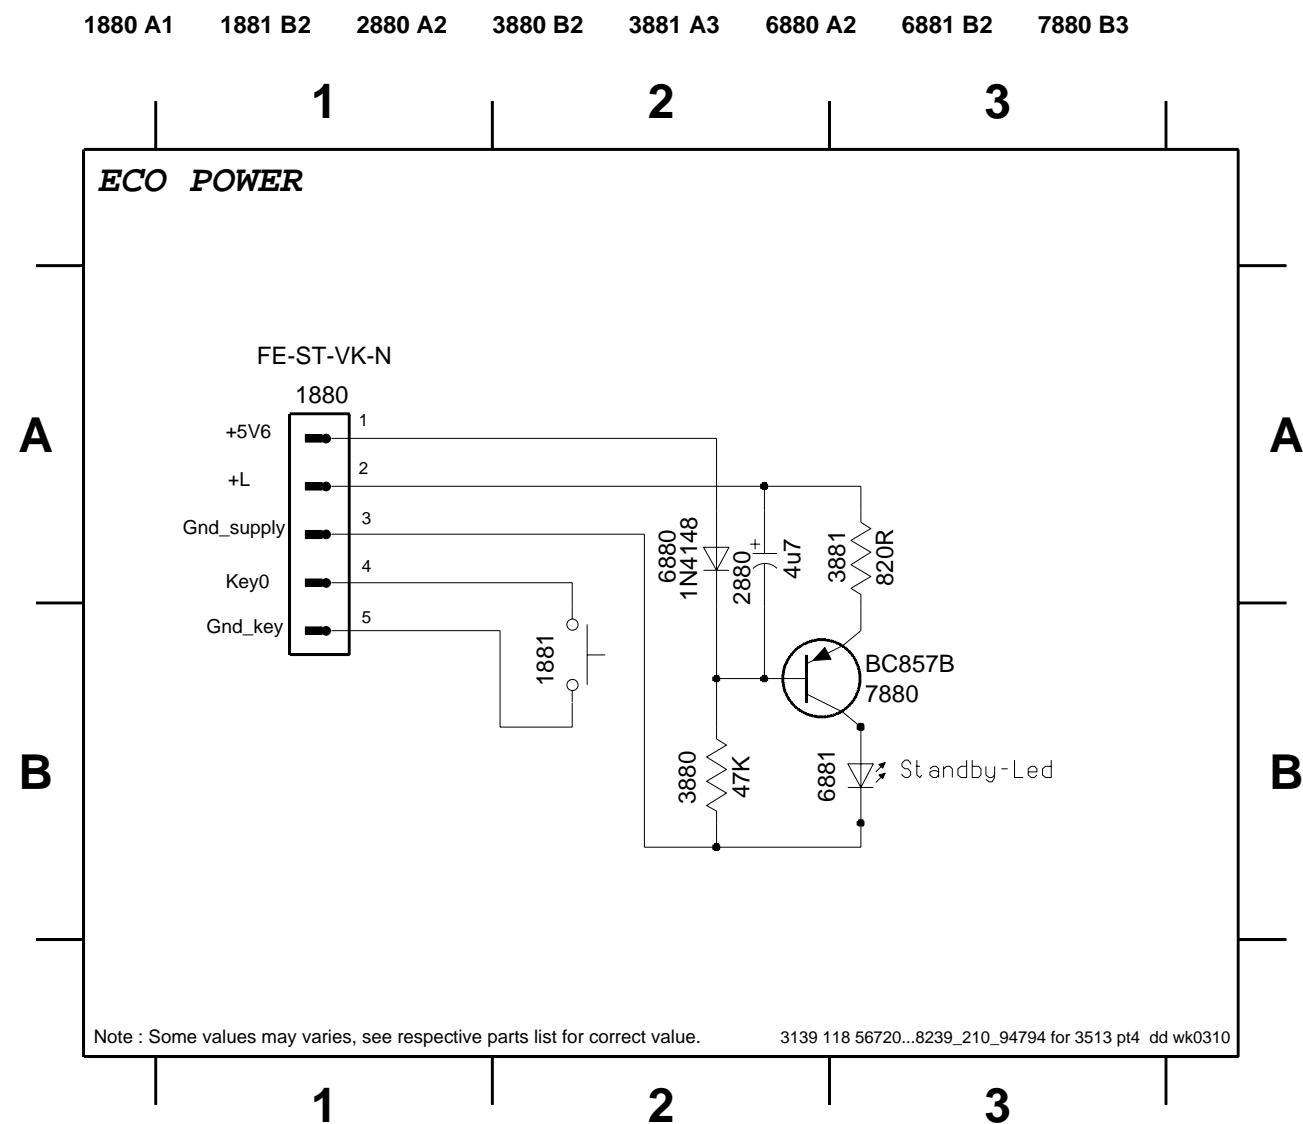 1880 A1 1881 B2 2880 A2 3880 B2 3881 A3 6880 A2 6881 B2 7880 B3
1 2 3
ECO POWER
FE-ST-VK-N
1880
A
+5V6 1
A
+L 2
Gnd_supply 3
6880
1N4148
2880
+
4u7
3881
820R
Key0 4
Gnd_key 5
1881
BC857B
7880
B
3880
47K
6881
Standby-Led
B
Note : Some values may varies, see respective parts list for correct value. 3139 118 56720...8239_210_94794 for 3513 pt4 dd wk0310
1 2 3